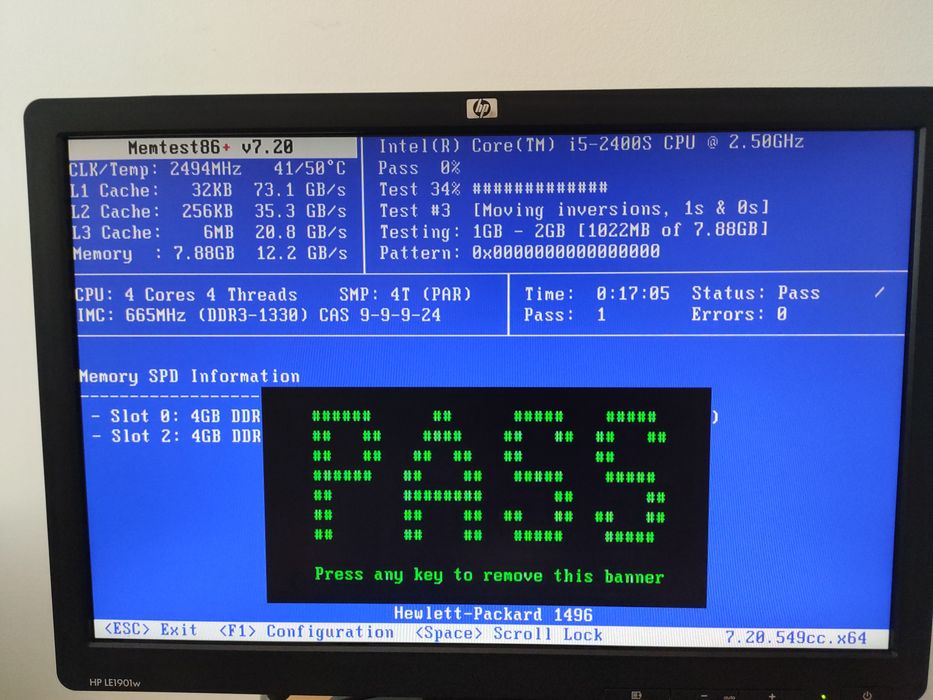 hp
Memtest86+ v7.20
Intel(R) Core(TM) i5-2400S CPU @ 2.50GHz
CLK/Temp: 2494MHz 41/50°C
Pass 0%
L1 Cache: 32KB 73.1 GB/s
Test 34% #############
L2 Cache: 256KB 35.3 GB/s
Test #3 [Moving inversions, 1s & 0s]
L3 Cache: 6MB 20.8 GB/s
Testing: 1GB - 2GB [1022MB of 7.88GB]
Memory : 7.88GB 12.2 GB/s
Pattern: 0x0000000000000000
CPU: 4 Cores 4 Threads SMP: 4T (PAR)
Time: 0:17:05 Status: Pass /
IMC: 665MHz (DDR3-1330) CAS 9-9-9-24
Pass: 1 Errors: 0
Memory SPD Information
- Slot 0: 4GB DDR )
- Slot 2: 4GB DDR
PASS
Press any key to remove this banner
Hewlett-Packard 1496
<ESC> Exit <F1> Configuration <Space> Scroll Lock 7.20.549cc.x64
HP LE1901w